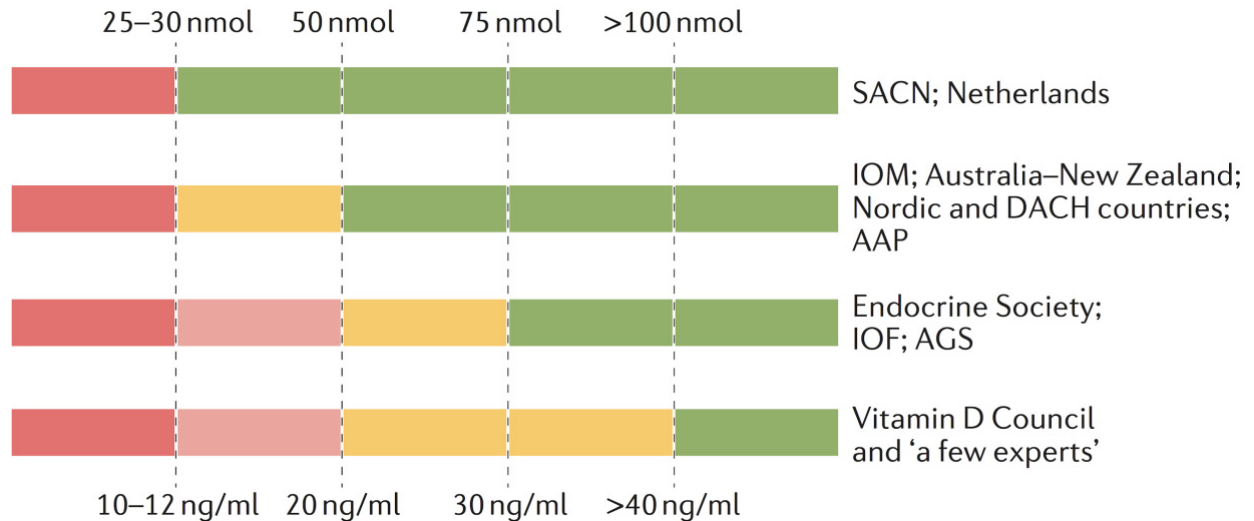 25–30 nmol 50 nmol 75 nmol >100 nmol
SACN; Netherlands
IOM; Australia–New Zealand;
Nordic and DACH countries;
AAP
Endocrine Society;
IOF; AGS
Vitamin D Council
and ‘a few experts’
10–12 ng/ml 20 ng/ml 30 ng/ml >40 ng/ml